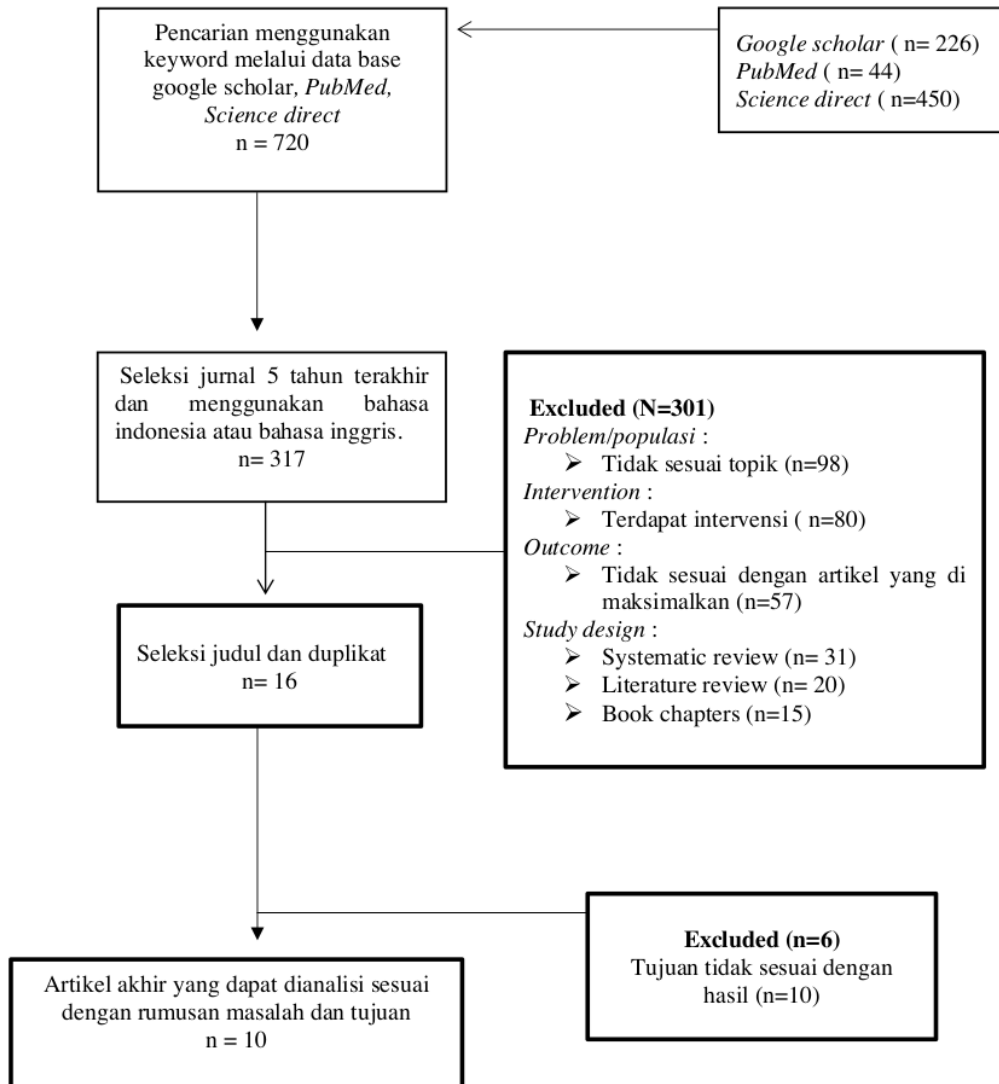 Pencarian menggunakan
keyword melalui data base
google scholar, PubMed,
Science direct
n = 720
Google scholar ( n= 226)
PubMed ( n= 44)
Science direct ( n=450)
Seleksi jurnal 5 tahun terakhir
dan menggunakan bahasa
indonesia atau bahasa inggris.
n= 317
Excluded (N=301)
Problem/populasi :
➢ Tidak sesuai topik (n=98)
Intervention :
➢ Terdapat intervensi ( n=80)
Outcome :
➢ Tidak sesuai dengan artikel yang di
maksimalkan (n=57)
Study design :
➢ Systematic review (n= 31)
➢ Literature review (n= 20)
➢ Book chapters (n=15)
Seleksi judul dan duplikat
n= 16
Excluded (n=6)
Tujuan tidak sesuai dengan
hasil (n=10)
Artikel akhir yang dapat dianalisi sesuai
dengan rumusan masalah dan tujuan
n = 10